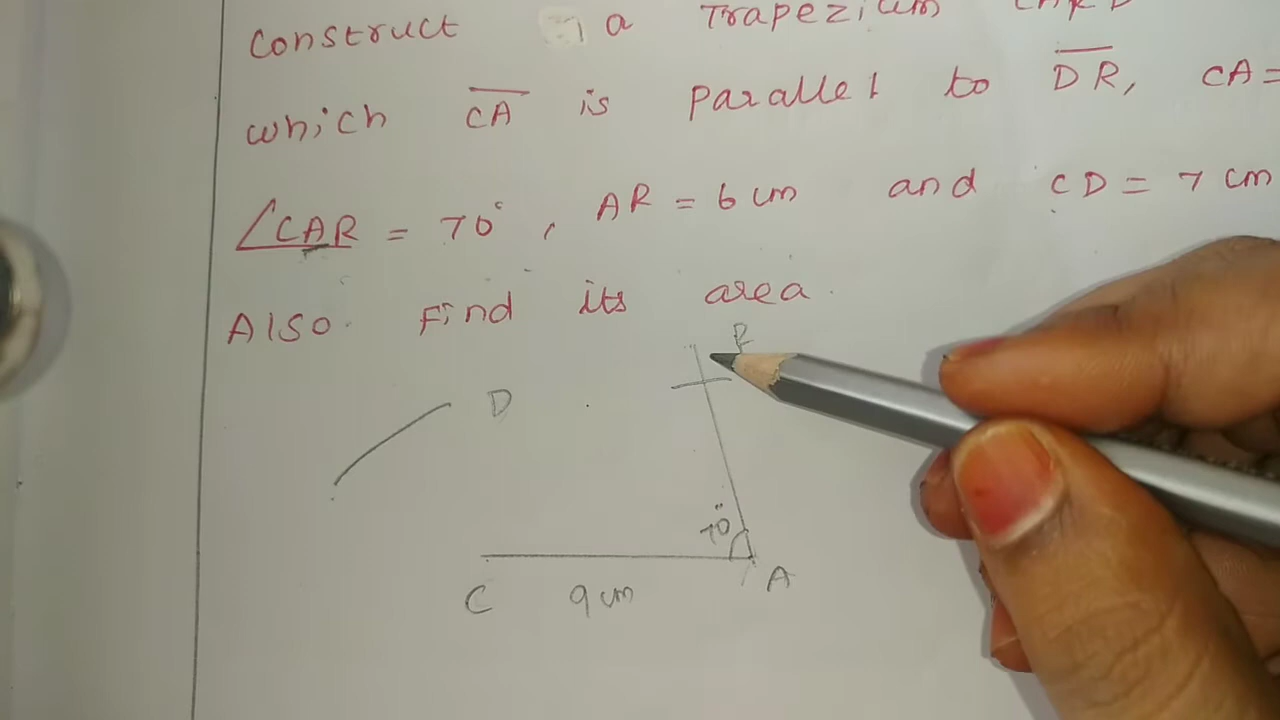 Construct a Trapezium
which CA is parallel to DR, CA=
∠CAR = 70°, AR = 6 cm and CD = 7 cm
Also Find its area.
R
D
70°
C 9 cm A